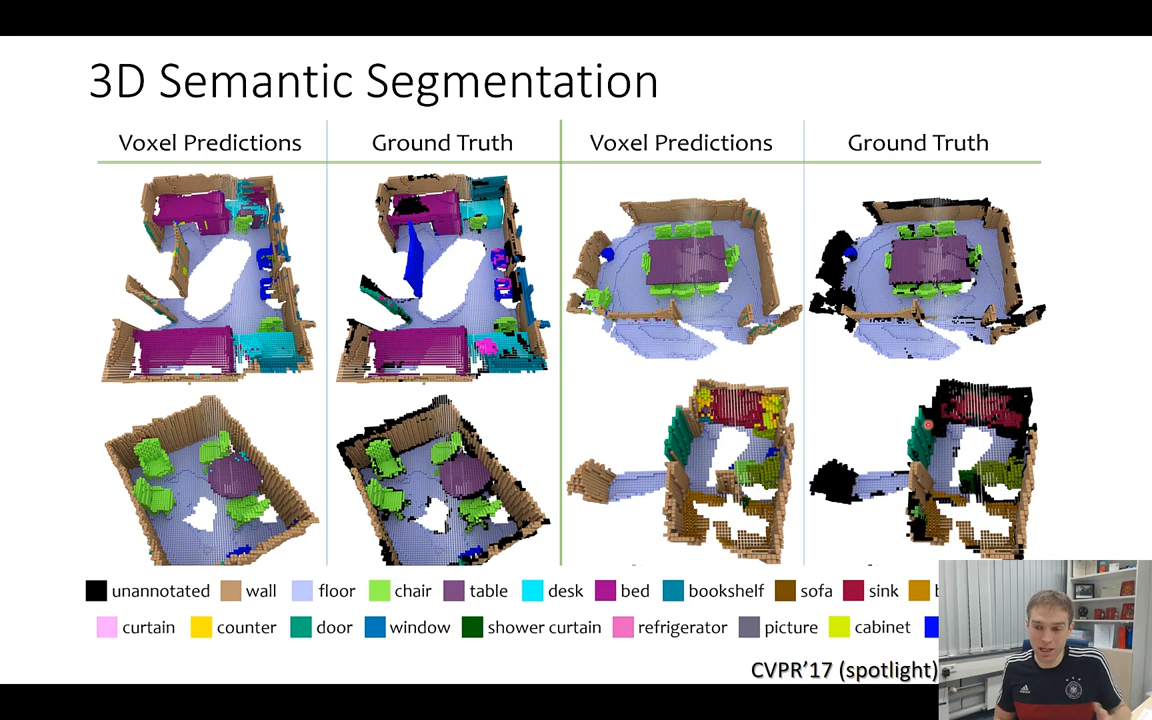 3D Semantic Segmentation
Voxel Predictions
Ground Truth
Voxel Predictions
Ground Truth
unannotated wall floor chair table desk bed bookshelf sofa sink
curtain counter door window shower curtain refrigerator picture cabinet
CVPR'17 (spotlight)